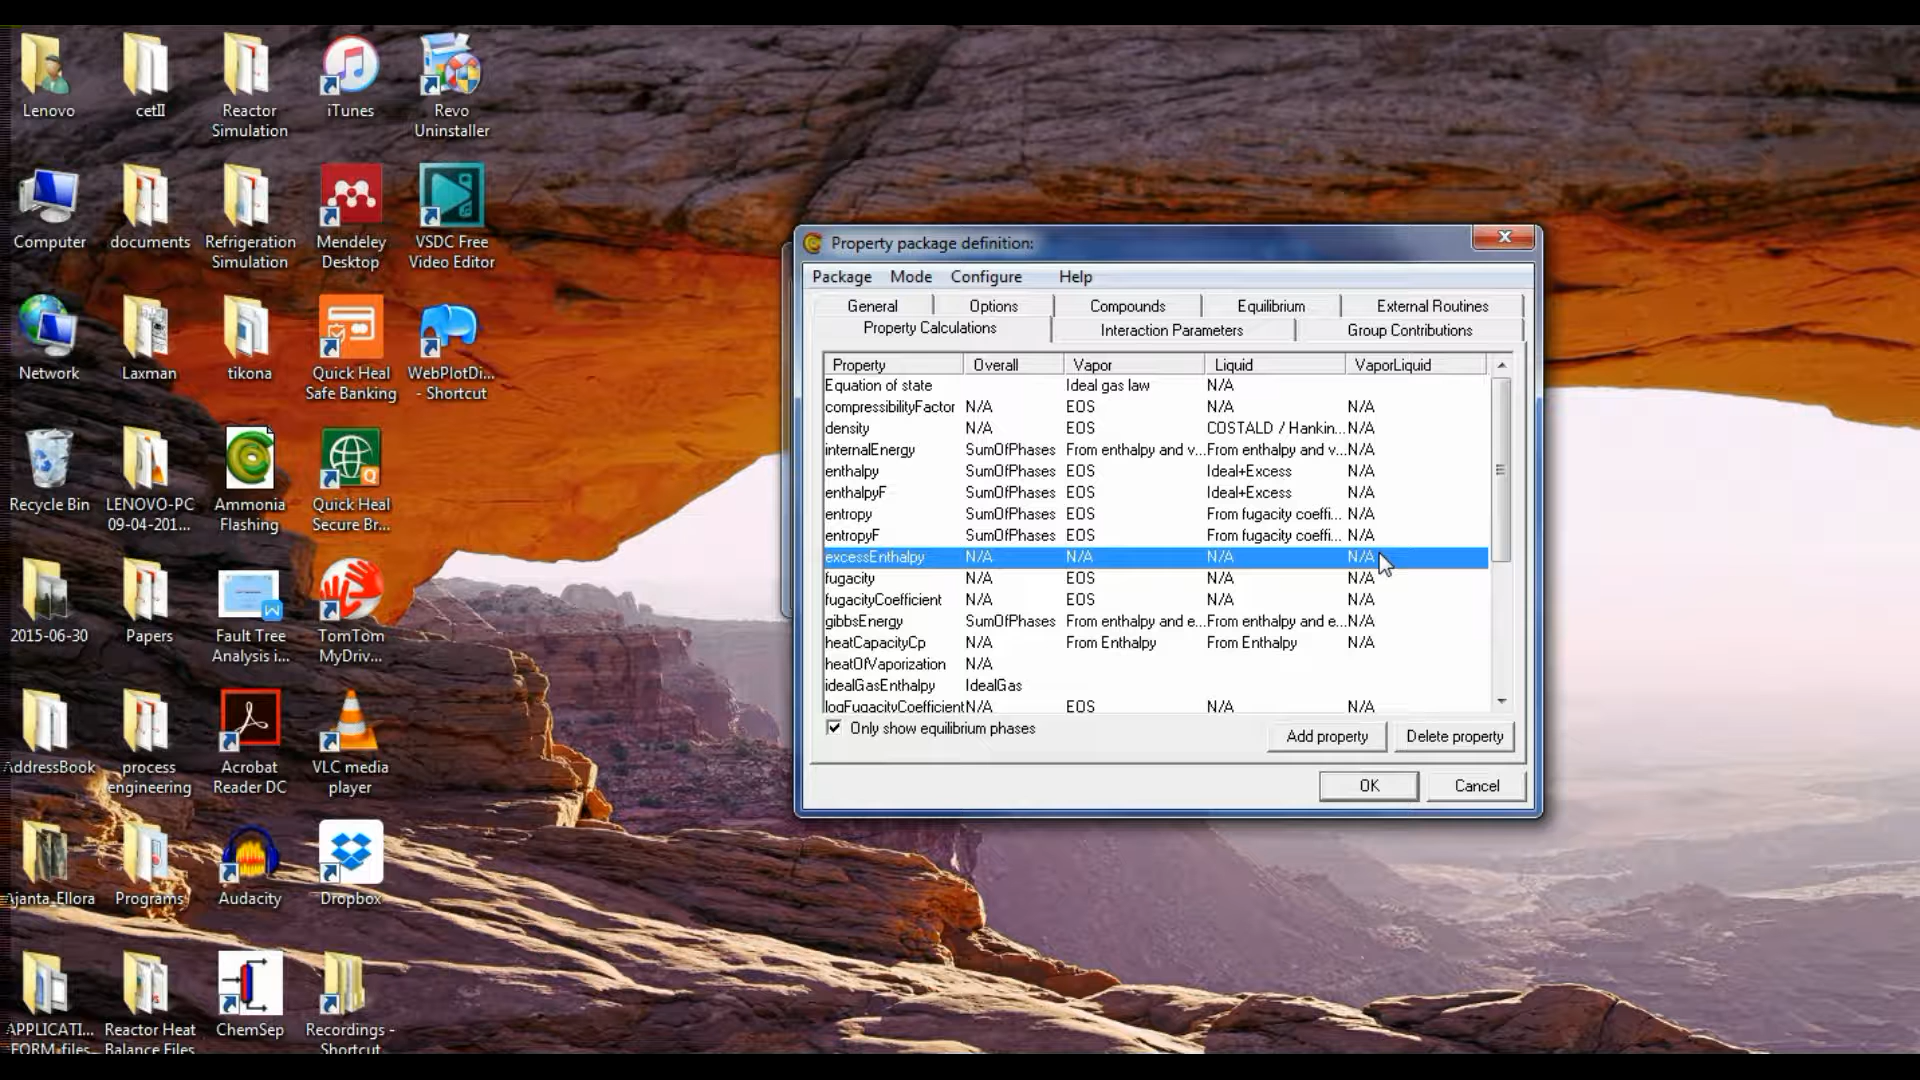 Lenovo
cetII
Reactor
Simulation
iTunes
Revo
Uninstaller
Computer
documents
Refrigeration
Simulation
Mendeley
Desktop
VSDC Free
Video Editor
Network
Laxman
tikona
Quick Heal
Safe Banking
WebPlotDi...
- Shortcut
Recycle Bin
LENOVO-PC
09-04-201...
Ammonia
Flashing
Quick Heal
Secure Br...
2015-06-30
Papers
Fault Tree
Analysis i...
TomTom
MyDriv...
AddressBook
process
engineering
Acrobat
Reader DC
VLC media
player
Ajanta_Ellora
Programs
Audacity
Dropbox
APPLICATI...
FORM files
Reactor Heat
Balance Files
ChemSep
Recordings -
Shortcut
Property package definition:
Package Mode Configure Help
General Options Compounds Equilibrium External Routines
Property Calculations Interaction Parameters Group Contributions
Property Overall Vapor Liquid VaporLiquid
Equation of state Ideal gas law N/A
compressibilityFactor N/A EOS N/A N/A
density N/A EOS COSTALD / Hankin... N/A
internalEnergy SumOfPhases From enthalpy and v... From enthalpy and v... N/A
enthalpy SumOfPhases EOS Ideal+Excess N/A
enthalpyF SumOfPhases EOS Ideal+Excess N/A
entropy SumOfPhases EOS From fugacity coeffi... N/A
entropyF SumOfPhases EOS From fugacity coeffi... N/A
excessEnthalpy N/A N/A N/A N/A
fugacity N/A EOS N/A N/A
fugacityCoefficient N/A EOS N/A N/A
gibbsEnergy SumOfPhases From enthalpy and e... From enthalpy and e... N/A
heatCapacityCp N/A From Enthalpy From Enthalpy N/A
heatOfVaporization N/A
idealGasEnthalpy IdealGas
logFugacityCoefficient N/A EOS N/A N/A
Only show equilibrium phases
Add property Delete property
OK Cancel